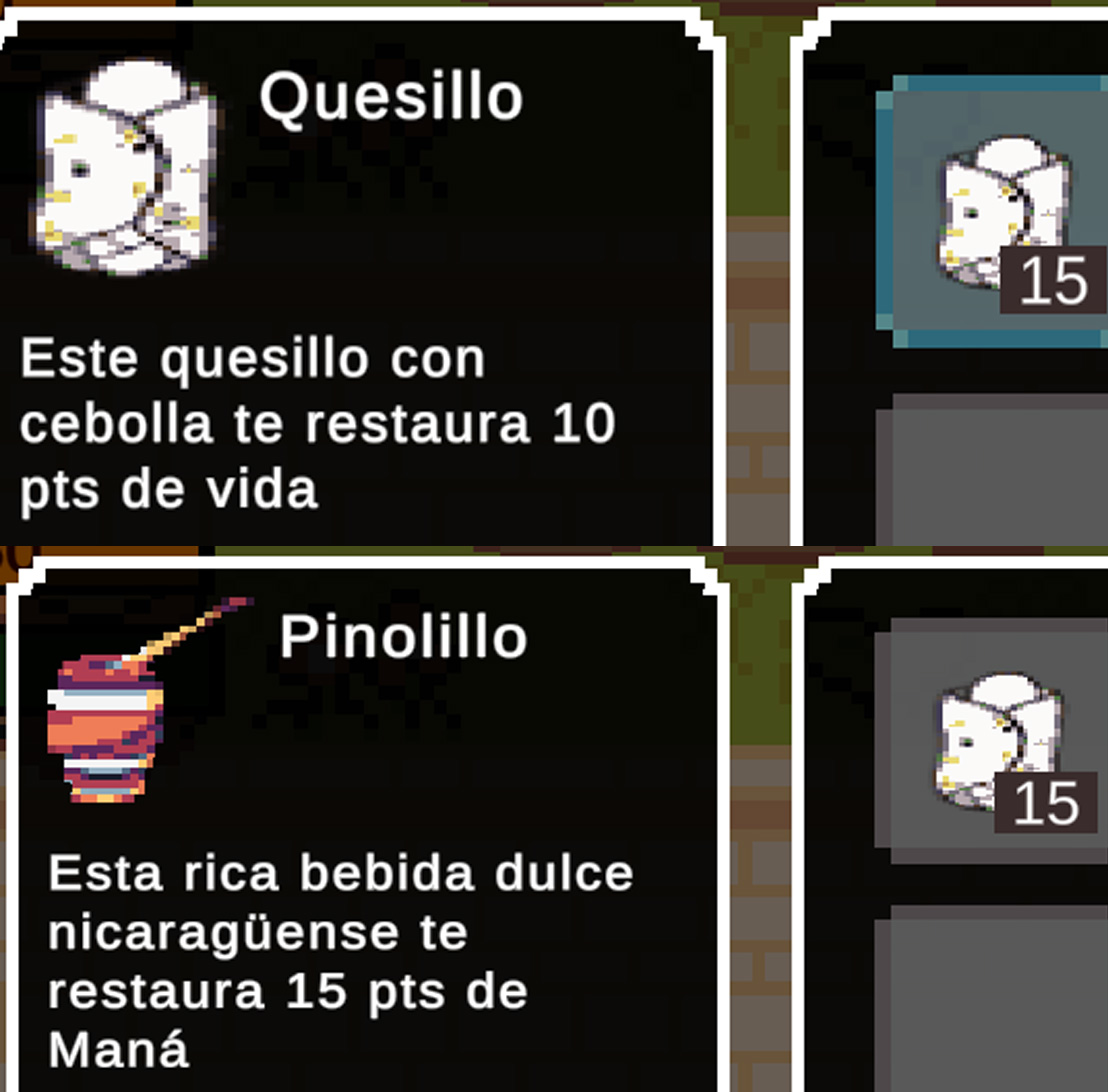 Quesillo
Este quesillo con
cebolla te restaura 10
pts de vida
15
Pinolillo
Esta rica bebida dulce
nicaragüense te
restaura 15 pts de
Maná
15